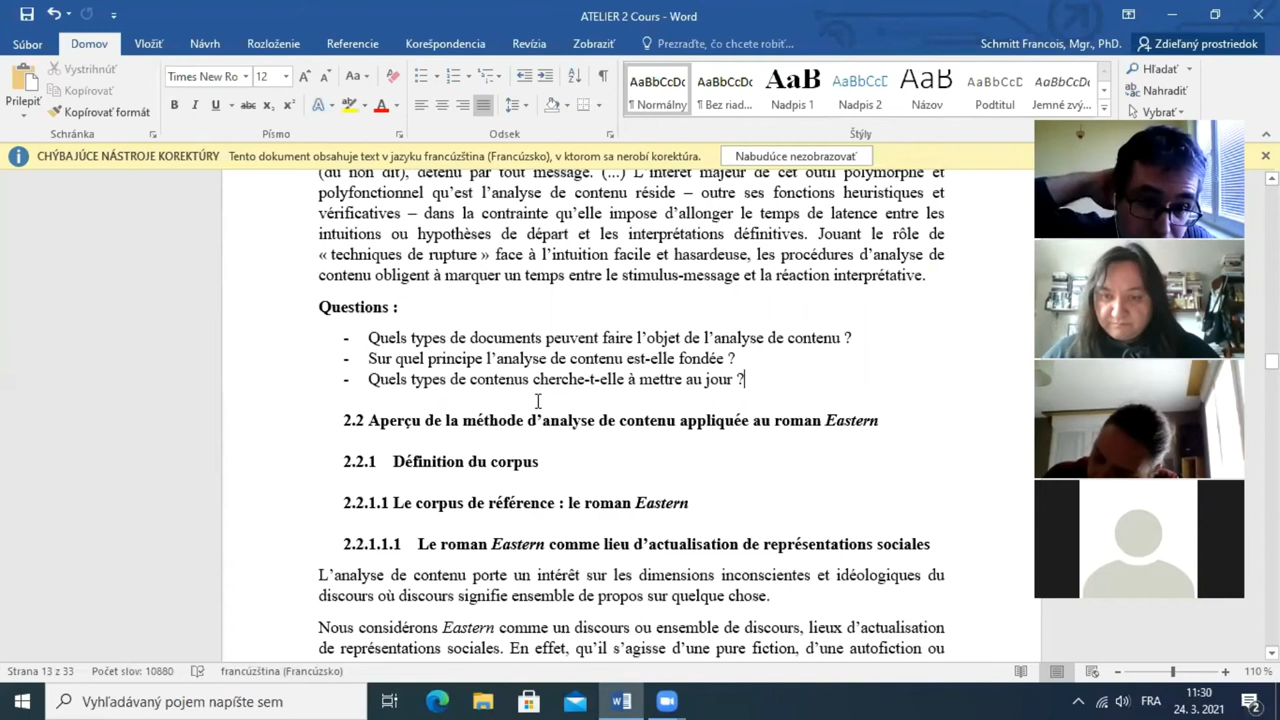 ATELIER 2 Cours - Word
Súbor Domov Vložiť Návrh Rozloženie Referencie Korešpondencia Revízia Zobraziť Prezraďte, čo chcete robiť... Schmitt Francois, Mgr., PhD. Zdieľaný prostriedok
Prilepiť
Vystrihnúť
Kopírovať
Kopírovať formát
Schránka
Times New Ro 12
Písmo
Odsek
AaBbCcDc AaBbCcDc AaB AaBbCcD AaB AaBbCcD AaBbCcDc
¶ Normálny ¶ Bez riad... Nadpis 1 Nadpis 2 Názov Podtitul Jemné zvý...
Štýly
Hľadať
Nahradiť
Vybrať
CHÝBAJÚCE NÁSTROJE KOREKTÚRY Tento dokument obsahuje text v jazyku francúzština (Francúzsko), v ktorom sa nerobí korektúra. Nabudúce nezobrazovať
(du non dit), détenu par tout message. (...) L'intérêt majeur de cet outil polymorphe et
polyfonctionnel qu'est l'analyse de contenu réside – outre ses fonctions heuristiques et
vérificatives – dans la contrainte qu'elle impose d'allonger le temps de latence entre les
intuitions ou hypothèses de départ et les interprétations définitives. Jouant le rôle de
« techniques de rupture » face à l'intuition facile et hasardeuse, les procédures d'analyse de
contenu obligent à marquer un temps entre le stimulus-message et la réaction interprétative.
Questions :
- Quels types de documents peuvent faire l'objet de l'analyse de contenu ?
- Sur quel principe l'analyse de contenu est-elle fondée ?
- Quels types de contenus cherche-t-elle à mettre au jour ?
2.2 Aperçu de la méthode d'analyse de contenu appliquée au roman Eastern
2.2.1 Définition du corpus
2.2.1.1 Le corpus de référence : le roman Eastern
2.2.1.1.1 Le roman Eastern comme lieu d'actualisation de représentations sociales
L'analyse de contenu porte un intérêt sur les dimensions inconscientes et idéologiques du
discours où discours signifie ensemble de propos sur quelque chose.
Nous considérons Eastern comme un discours ou ensemble de discours, lieux d'actualisation
de représentations sociales. En effet, qu'il s'agisse d'une pure fiction, d'une autofiction ou
Strana 13 z 33 Počet slov: 10880 francúzština (Francúzsko) 110 %
Vyhľadávaný pojem napíšte sem
FRA
11:30
24. 3. 2021
2